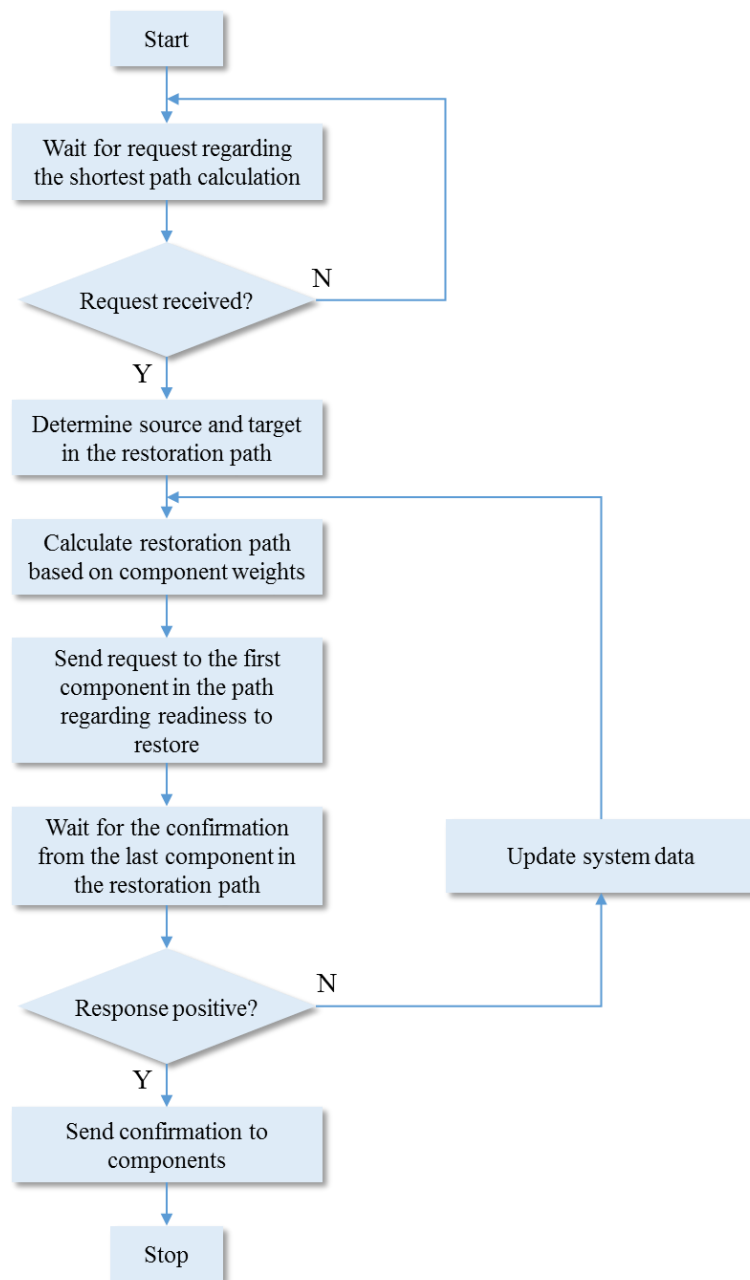 Start
Wait for request regarding
the shortest path calculation
Request received?
N
Y
Determine source and target
in the restoration path
Calculate restoration path
based on component weights
Send request to the first
component in the path
regarding readiness to
restore
Wait for the confirmation
from the last component in
the restoration path
Update system data
Response positive?
N
Y
Send confirmation to
components
Stop